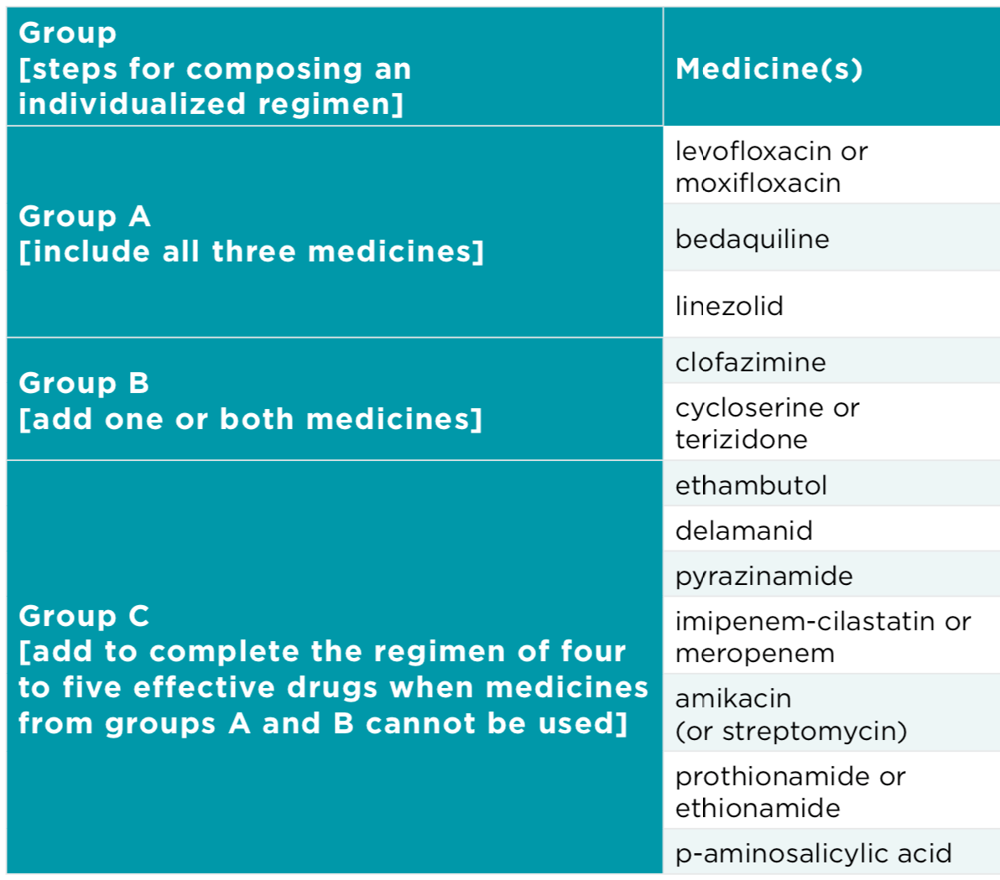 Group
[steps for composing an
individualized regimen]
Medicine(s)
Group A
[include all three medicines]
levofloxacin or
moxifloxacin
bedaquiline
linezolid
Group B
[add one or both medicines]
clofazimine
cycloserine or
terizidone
Group C
[add to complete the regimen of four
to five effective drugs when medicines
from groups A and B cannot be used]
ethambutol
delamanid
pyrazinamide
imipenem-cilastatin or
meropenem
amikacin
(or streptomycin)
prothionamide or
ethionamide
p-aminosalicylic acid